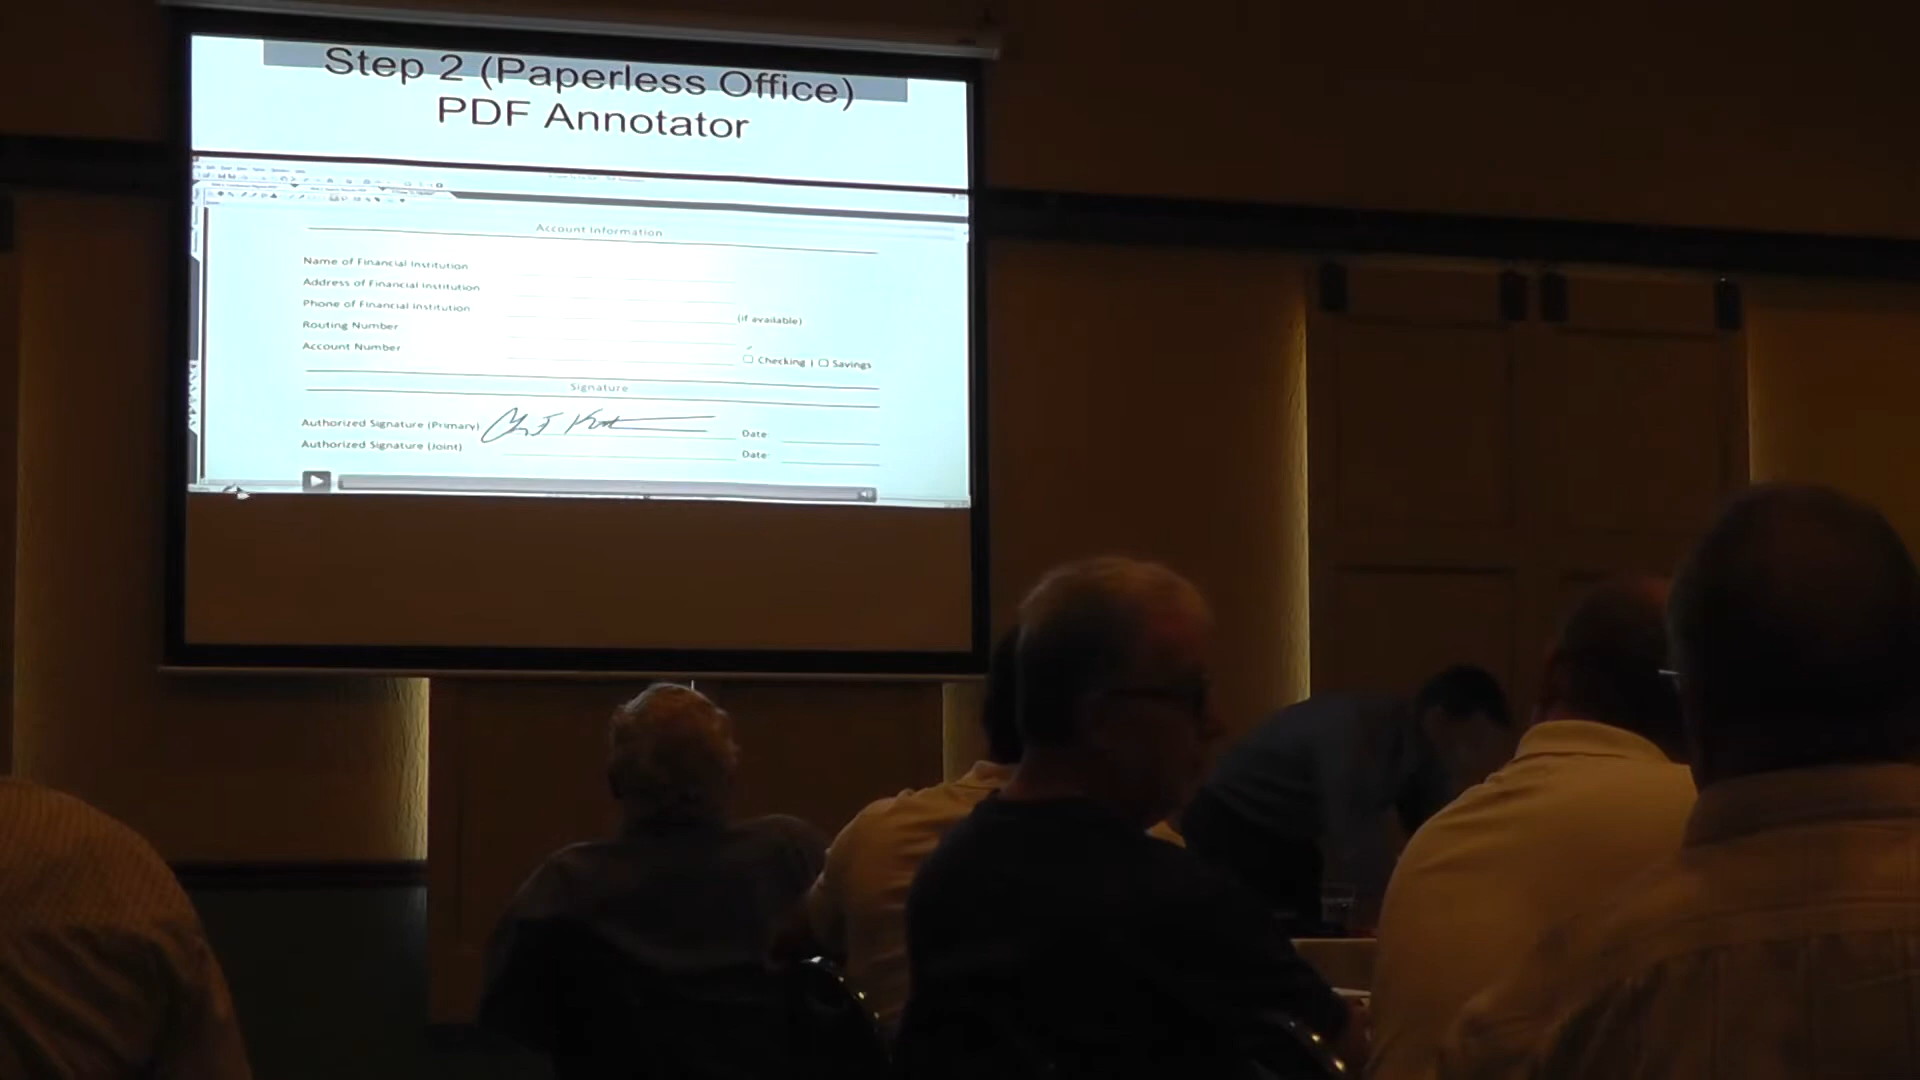 Step 2 (Paperless Office)
PDF Annotator
Account Information
Name of Financial Institution
Address of Financial Institution
Phone of Financial Institution
(if available)
Routing Number
Account Number
Checking | Savings
Signature
Authorized Signature (Primary)
Date
Authorized Signature (Joint)
Date